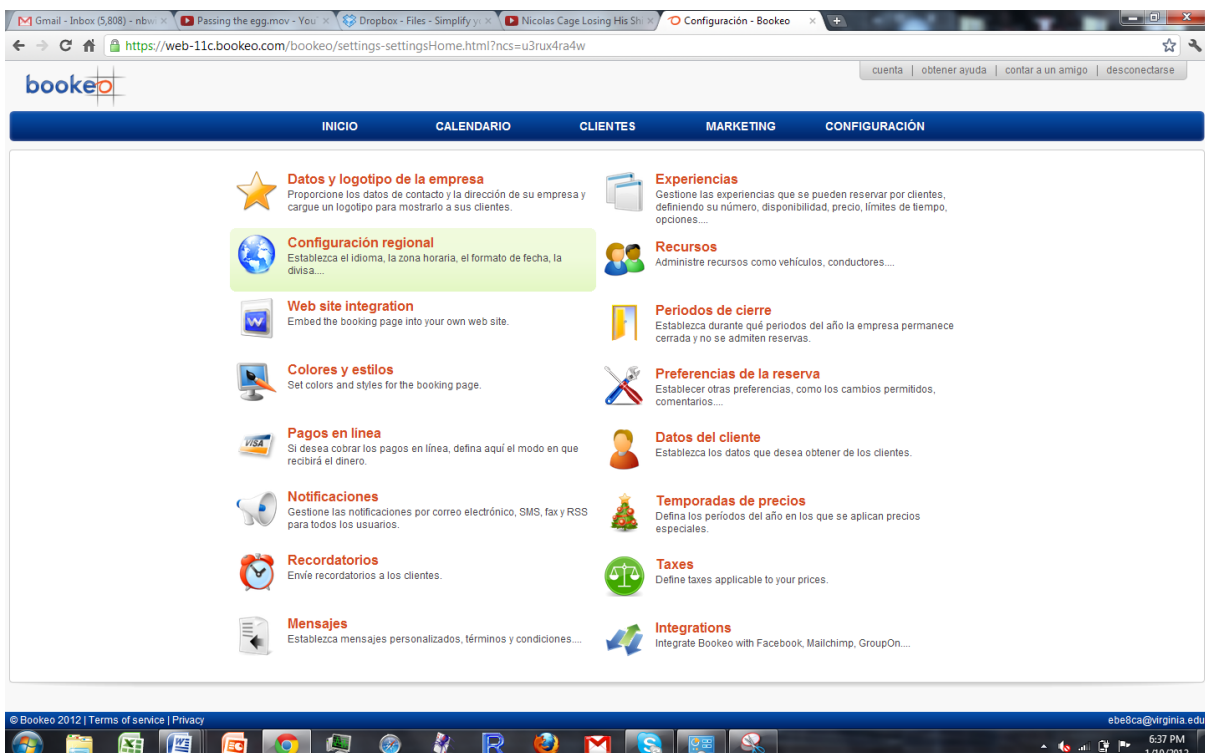 Gmail - Inbox (5,808) - nbw
Passing the egg.mov - You
Dropbox - Files - Simplify y
Nicolas Cage Losing His Shi
Configuración - Bookeo
https://web-11c.bookeo.com/bookeo/settings-settingsHome.html?ncs=u3rux4ra4w
bookeo
cuenta | obtener ayuda | contar a un amigo | desconectarse
INICIO CALENDARIO CLIENTES MARKETING CONFIGURACIÓN
Datos y logotipo de la empresa
Proporcione los datos de contacto y la dirección de su empresa y
cargue un logotipo para mostrarlo a sus clientes.
Configuración regional
Establezca el idioma, la zona horaria, el formato de fecha, la
divisa....
Web site integration
Embed the booking page into your own web site.
Colores y estilos
Set colors and styles for the booking page.
Pagos en linea
Si desea cobrar los pagos en línea, defina aquí el modo en que
recibirá el dinero.
Notificaciones
Gestione las notificaciones por correo electrónico, SMS, fax y RSS
para todos los usuarios.
Recordatorios
Envíe recordatorios a los clientes.
Mensajes
Establezca mensajes personalizados, términos y condiciones....
Experiencias
Gestione las experiencias que se pueden reservar por clientes,
definiendo su número, disponibilidad, precio, límites de tiempo,
opciones....
Recursos
Administre recursos como vehículos, conductores....
Periodos de cierre
Establezca durante qué periodos del año la empresa permanece
cerrada y no se admiten reservas.
Preferencias de la reserva
Establecer otras preferencias, como los cambios permitidos,
comentarios....
Datos del cliente
Establezca los datos que desea obtener de los clientes.
Temporadas de precios
Defina los períodos del año en los que se aplican precios
especiales.
Taxes
Define taxes applicable to your prices.
Integrations
Integrate Bookeo with Facebook, Mailchimp, GroupOn....
VISA
© Bookeo 2012 | Terms of service | Privacy
ebe8ca@virginia.edu
6:37 PM